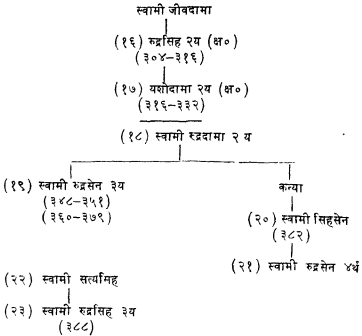 स्वामी जीवदामा
(१६) रुद्रसिह २य (क्ष०)
(३०४–३१६)
(१७) यशोदामा २य (क्ष०)
(३१६–३३२)
(१८) स्वामी रुद्रदामा २ य
(१९) स्वामी रुद्रसेन ३य
(३४८–३५१)
(३६०–३७९)
कन्या
(२०) स्वामी सिहसेन
(३८२)
(२१) स्वामी रुद्रसेन ४र्थ
(२२) स्वामी सत्यसिह
(२३) स्वामी रुद्रसिह ३य
(३८८)